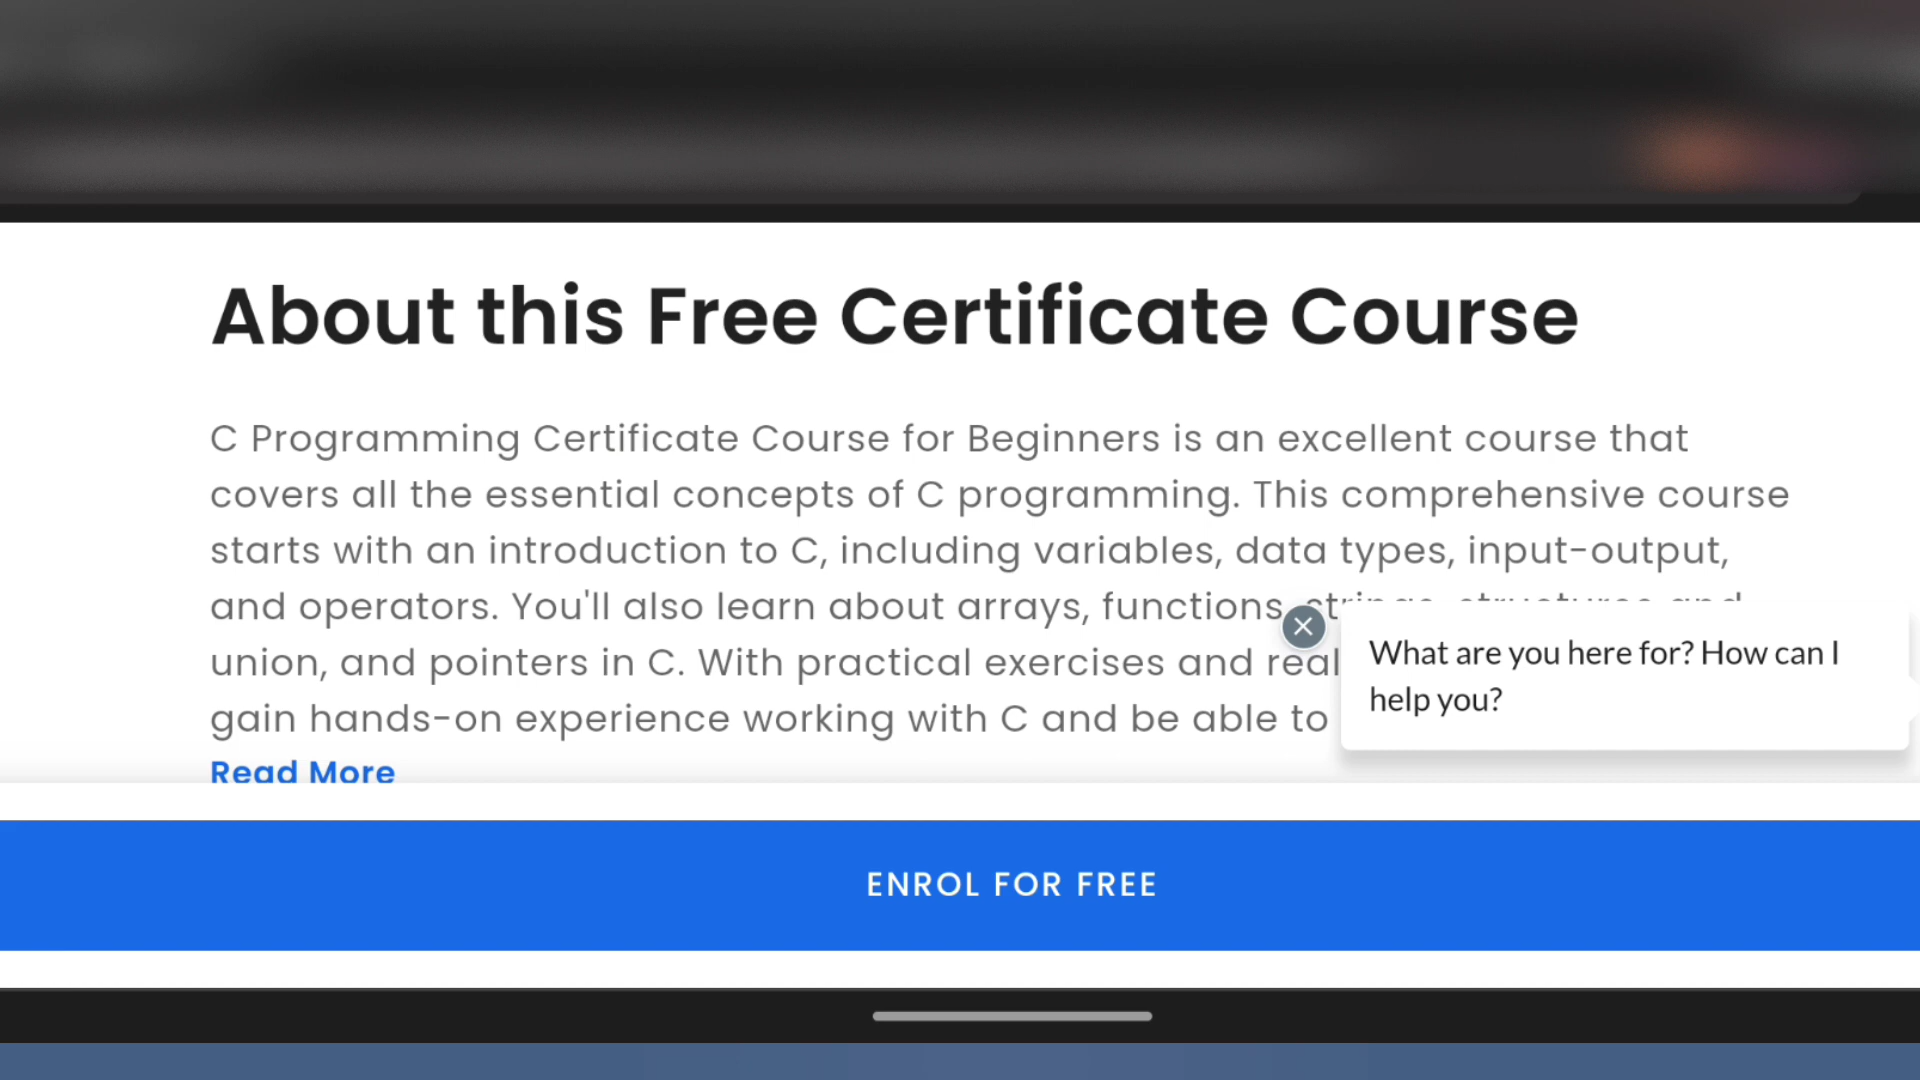 About this Free Certificate Course
C Programming Certificate Course for Beginners is an excellent course that
covers all the essential concepts of C programming. This comprehensive course
starts with an introduction to C, including variables, data types, input-output,
and operators. You'll also learn about arrays, functions, strings, structures and
union, and pointers in C. With practical exercises and real
gain hands-on experience working with C and be able to
What are you here for? How can I
help you?
Read More
ENROL FOR FREE